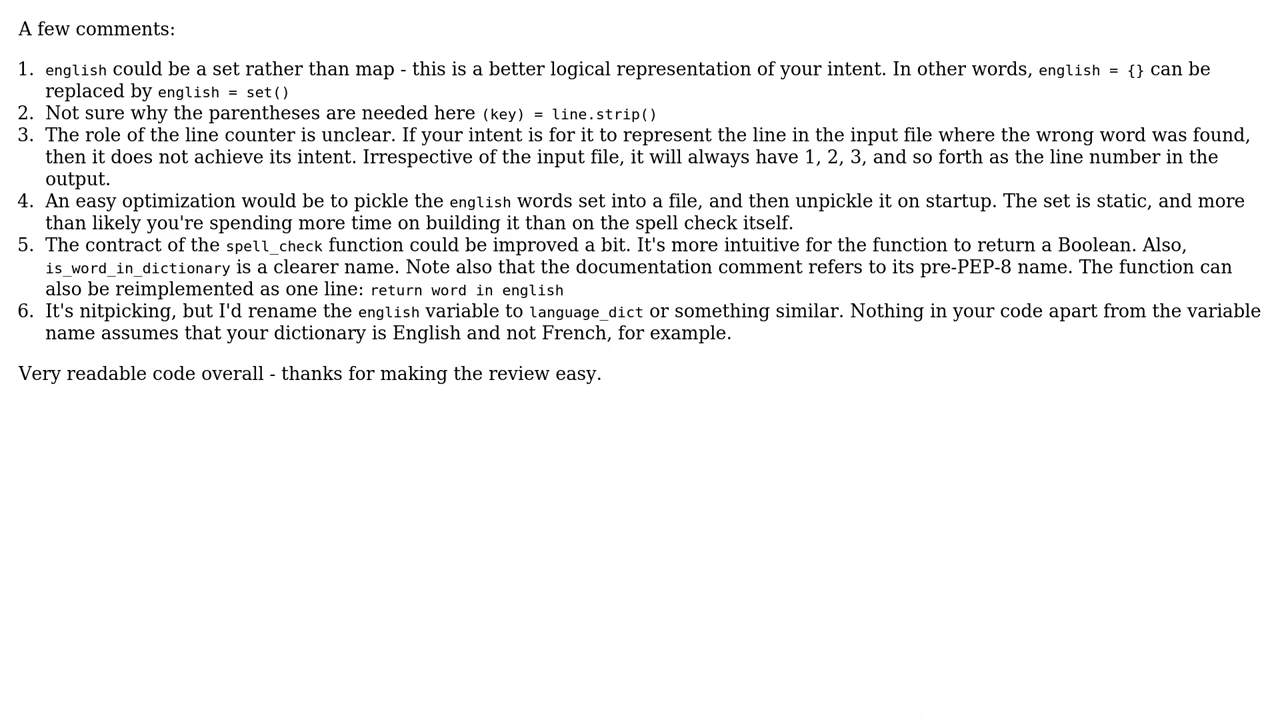 A few comments:
1. english could be a set rather than map - this is a better logical representation of your intent. In other words, english = {} can be
replaced by english = set()
2. Not sure why the parentheses are needed here (key) = line.strip()
3. The role of the line counter is unclear. If your intent is for it to represent the line in the input file where the wrong word was found,
then it does not achieve its intent. Irrespective of the input file, it will always have 1, 2, 3, and so forth as the line number in the
output.
4. An easy optimization would be to pickle the english words set into a file, and then unpickle it on startup. The set is static, and more
than likely you're spending more time on building it than on the spell check itself.
5. The contract of the spell_check function could be improved a bit. It's more intuitive for the function to return a Boolean. Also,
is_word_in_dictionary is a clearer name. Note also that the documentation comment refers to its pre-PEP-8 name. The function can
also be reimplemented as one line: return word in english
6. It's nitpicking, but I'd rename the english variable to language_dict or something similar. Nothing in your code apart from the variable
name assumes that your dictionary is English and not French, for example.
Very readable code overall - thanks for making the review easy.